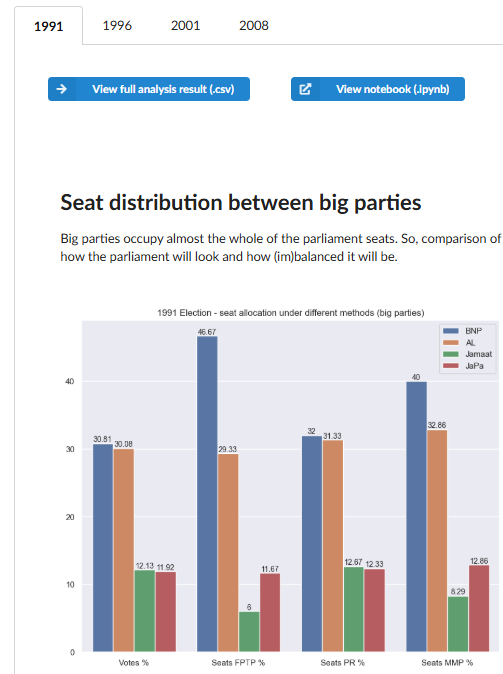 1991 1996 2001 2008
View full analysis result (.csv) View notebook (.ipynb)
Seat distribution between big parties
Big parties occupy almost the whole of the parliament seats. So, comparison of
how the parliament will look and how (im)balanced it will be.
1991 Election - seat allocation under different methods (big parties)
BNP
AL
Jamaat
JaPa
46.67
40
40
32.86
32 31.33
30.81 30.08
30
29.33
20
12.13 11.92
11.67
12.67 12.33
12.86
10
8.29
6
0
Votes % Seats FPTP % Seats PR % Seats MMP %